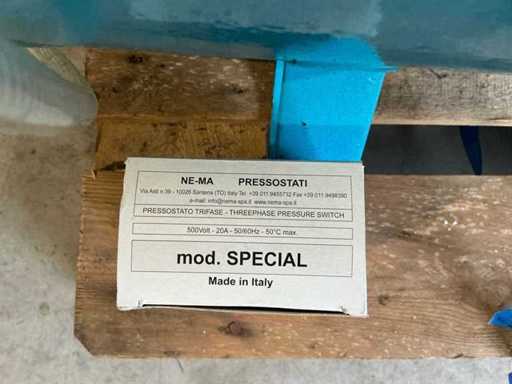 NE-MA PRESSOSTATI
Via Asti n.39 - 10026 Santena (TO) Italy Tel. +39 011 9455712 Fax +39 011 9498390
e-mail: info@nema-spa.it www.nema-spa.it
PRESSOSTATO TRIFASE - THREEPHASE PRESSURE SWITCH
500Volt - 20A - 50/60Hz - 50°C max.
mod. SPECIAL
Made in Italy